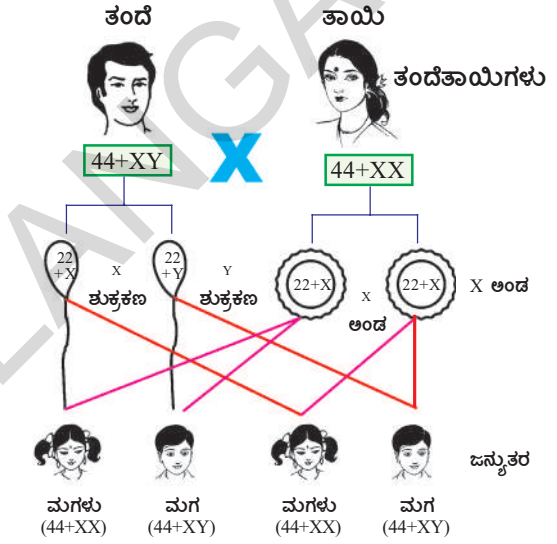 ತಂದೆ ತಾಯಿ
ತಂದೆತಾಯಿಗಳು
44+XY X 44+XX
22
+X
X
ಶುಕ್ರಕಣ
22
+Y
Y
ಶುಕ್ರಕಣ
22+X
X
ಅಂಡ
22+X
X ಅಂಡ
ಜನ್ಯುತರ
ಮಗಳು ಮಗ ಮಗಳು ಮಗ
(44+XX) (44+XY) (44+XX) (44+XY)